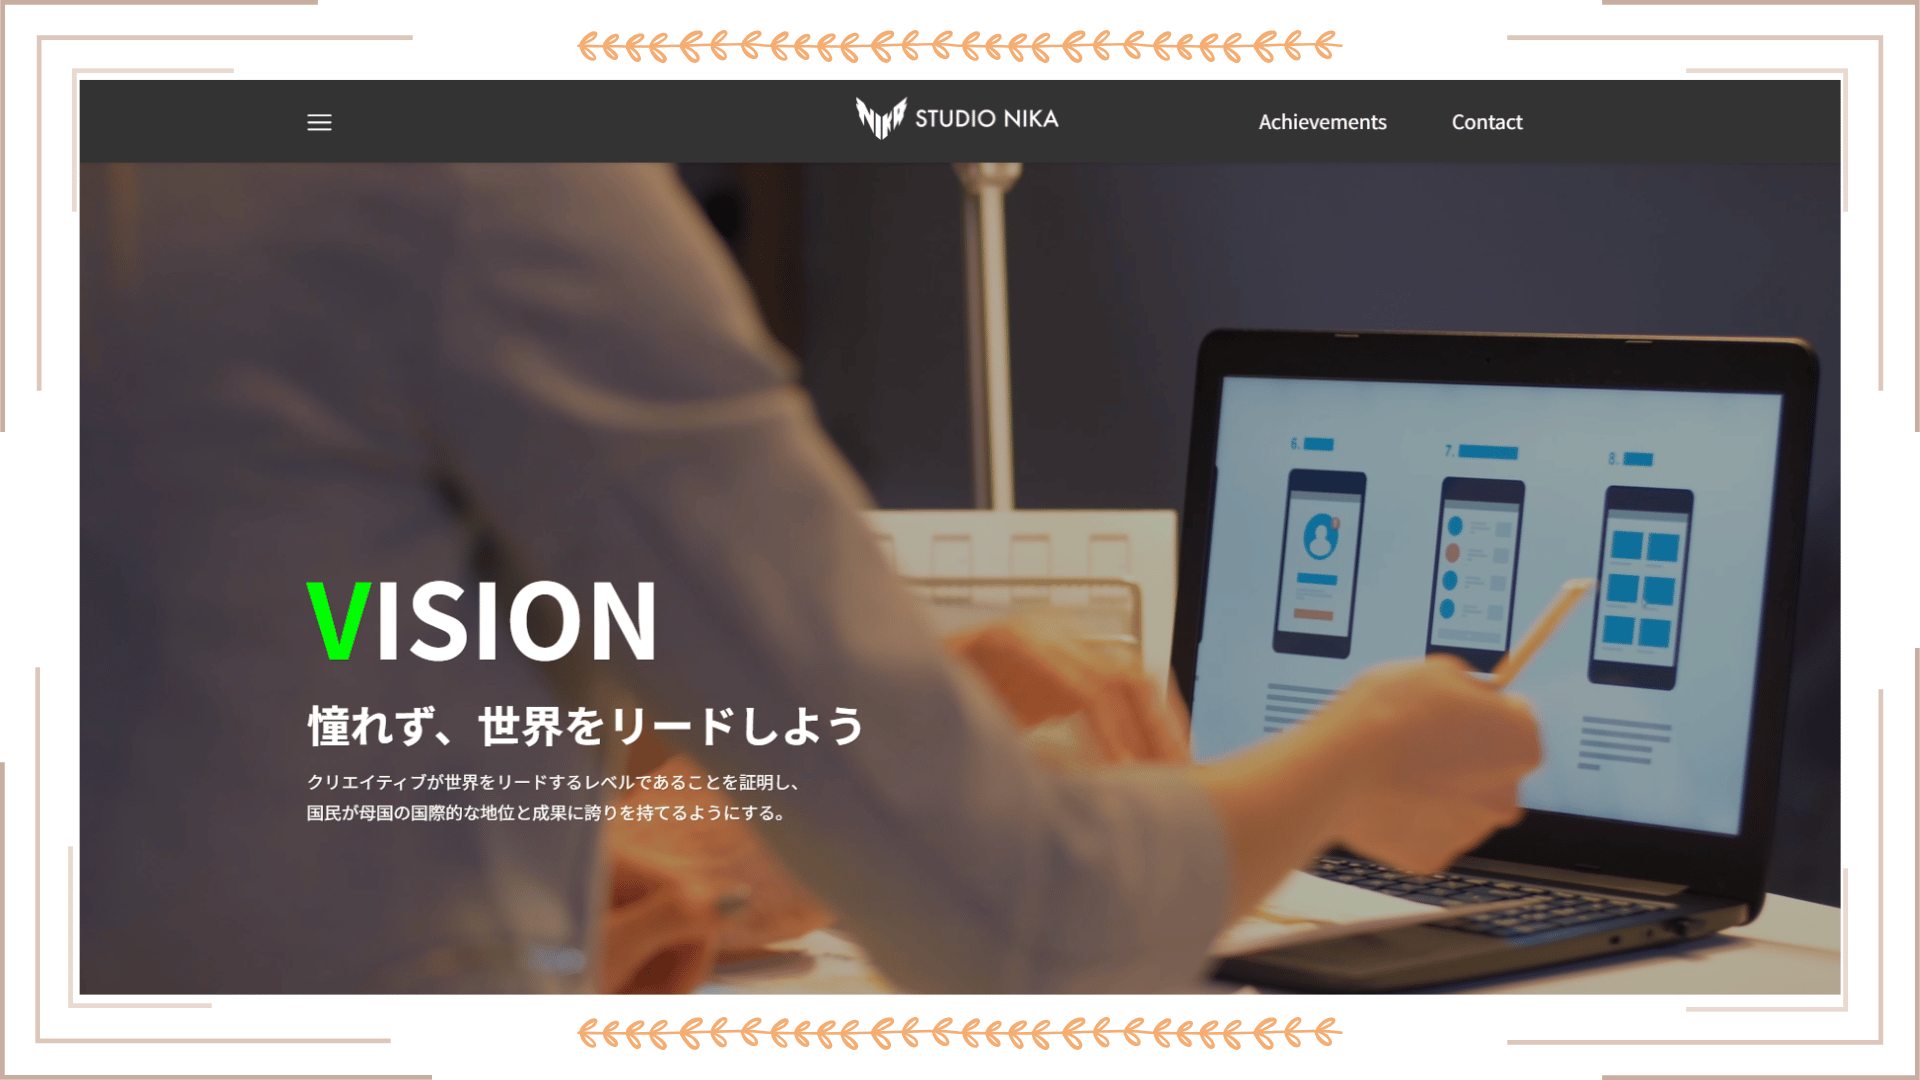 NIKA STUDIO NIKA
Achievements
Contact
6.
7.
8.
VISION
憧れず、世界をリードしよう
クリエイティブが世界をリードするレベルであることを証明し、
国民が母国の国際的な地位と成果に誇りを持てるようにする。